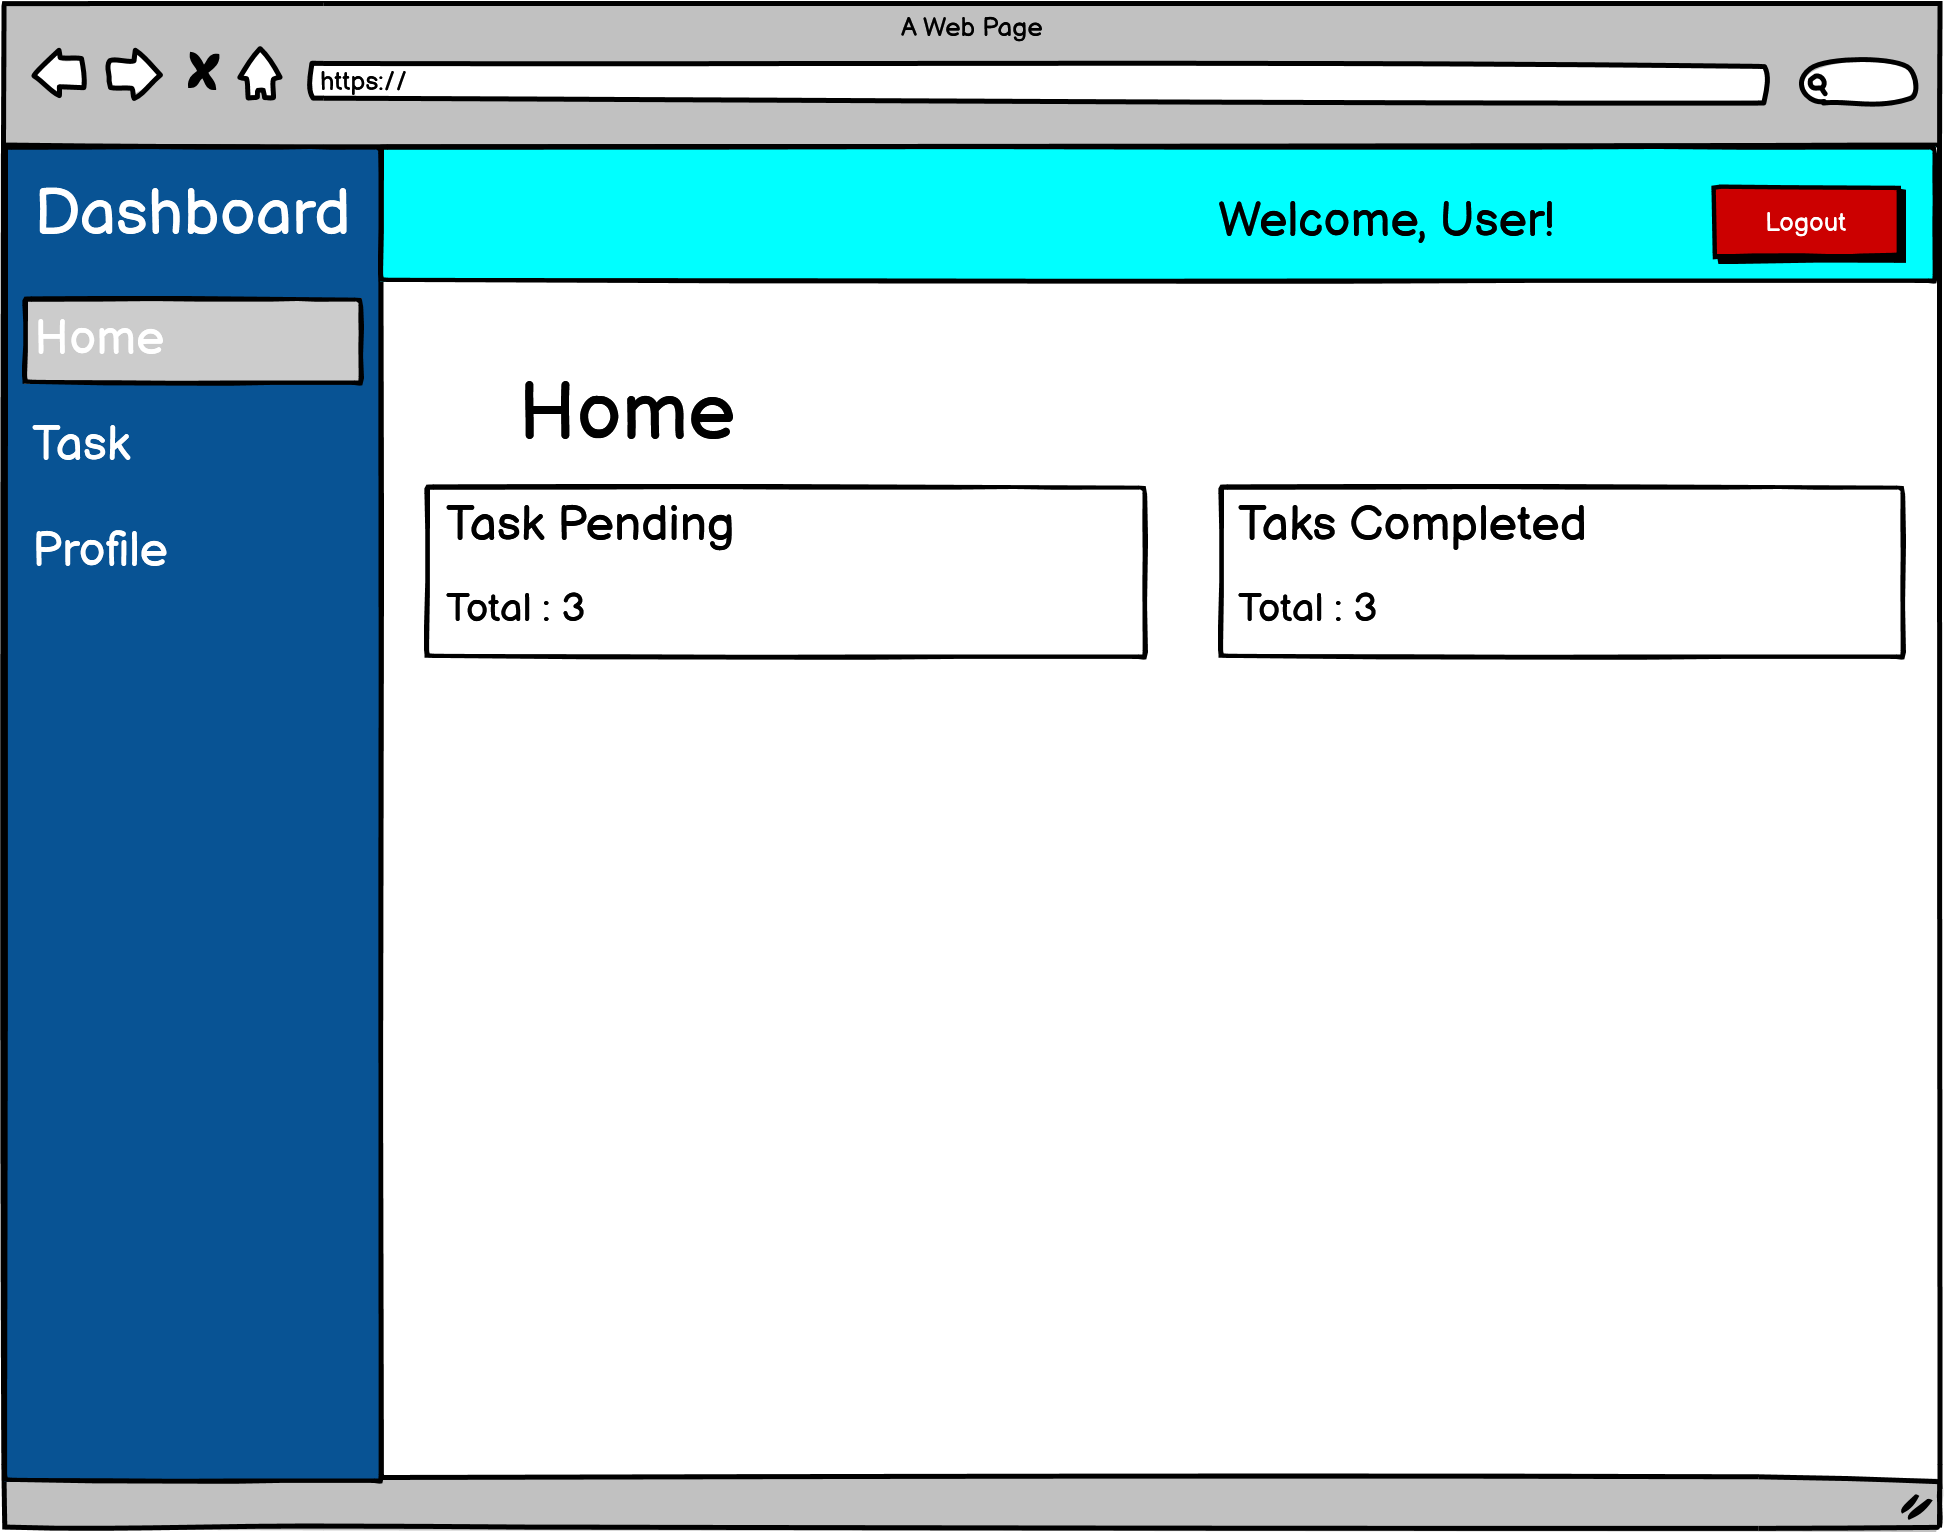 A Web Page
https://
Dashboard
Welcome, User!
Logout
Home
Task
Profile
Home
Task Pending
Total : 3
Taks Completed
Total : 3